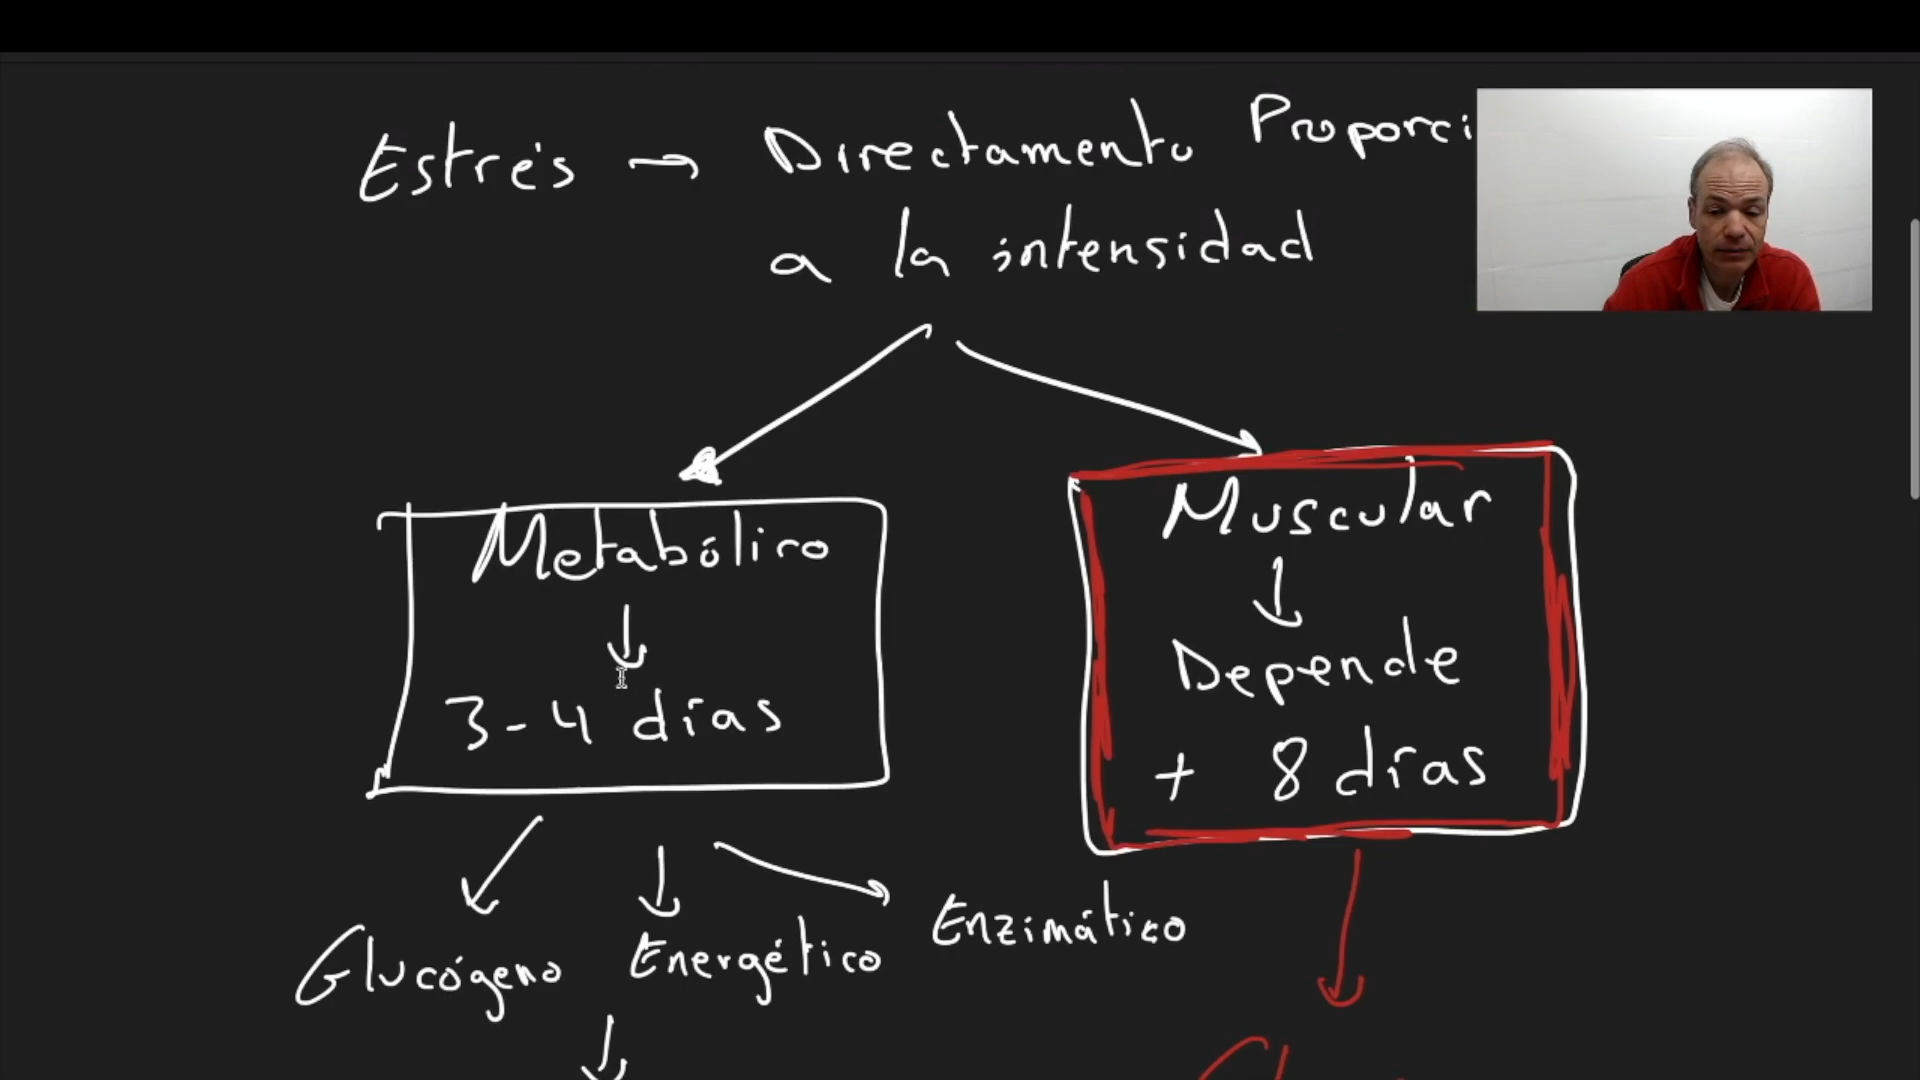 Estrés → Directamento Proporci
a la intensidad
Metabólico
↓
3-4 días
Muscular
↓
Depende
+ 8 días
Glucógeno Energético Enzimático